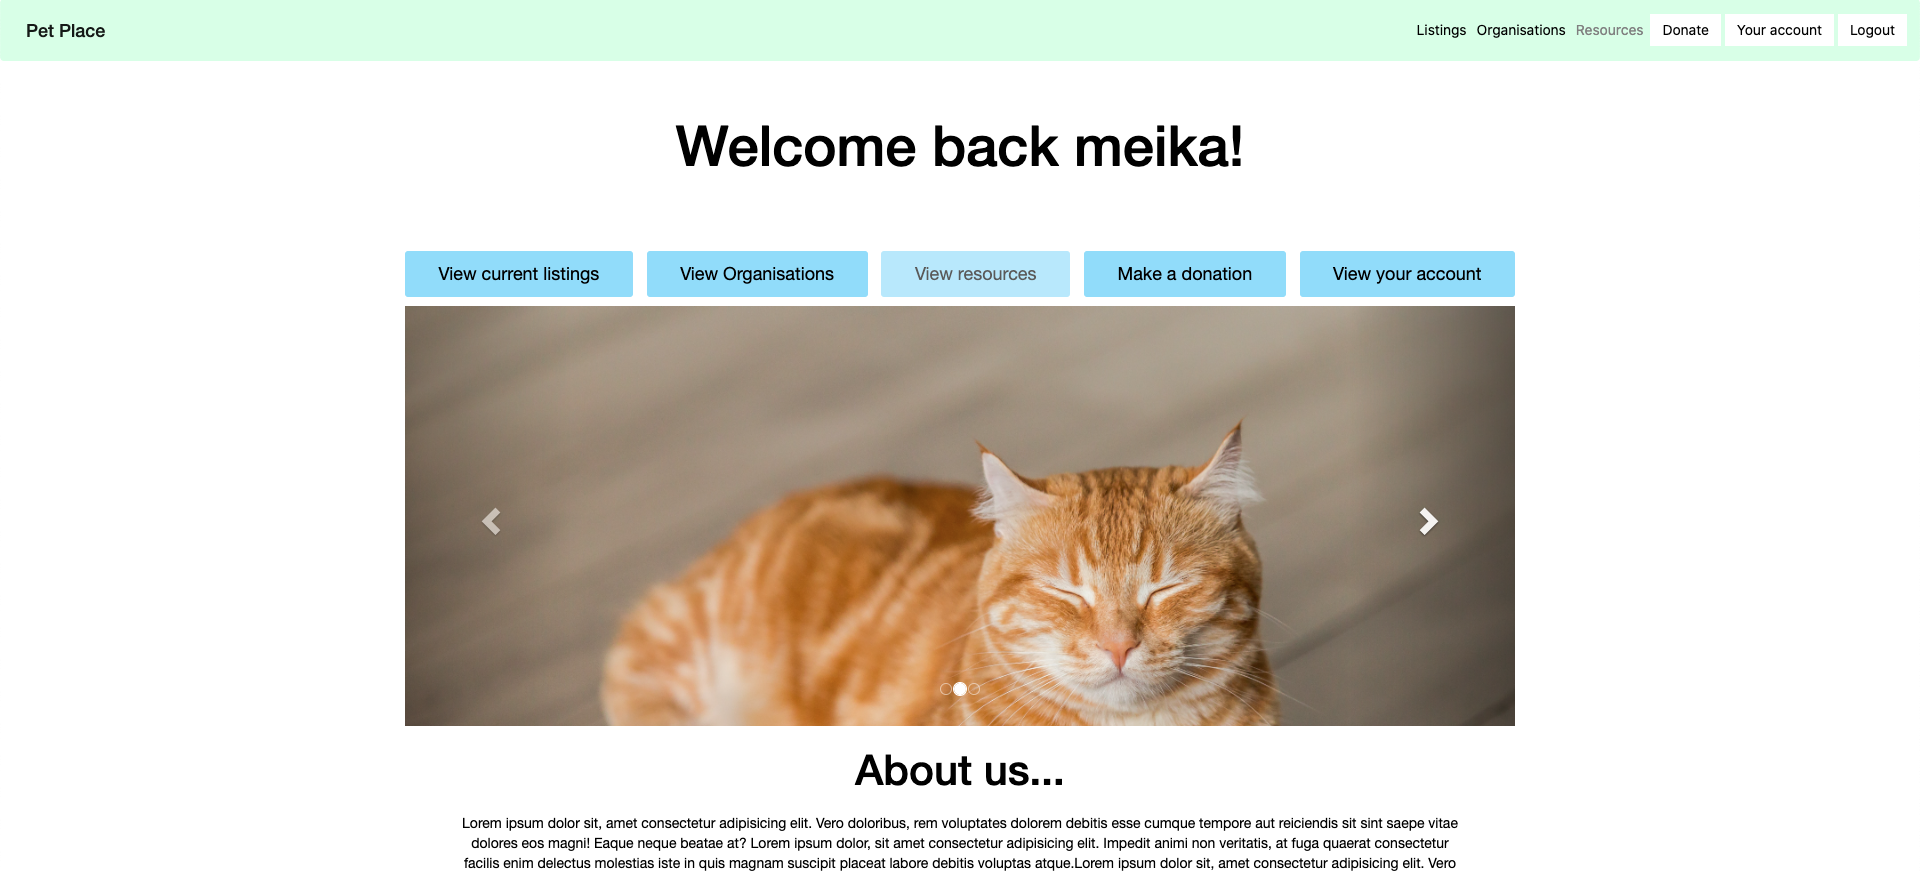 Pet Place
Listings Organisations Resources Donate Your account Logout
Welcome back meika!
View current listings View Organisations View resources Make a donation View your account
About us...
Lorem ipsum dolor sit, amet consectetur adipisicing elit. Vero doloribus, rem voluptates dolorem debitis esse cumque tempore aut reiciendis sit sint saepe vitae
dolores eos magni! Eaque neque beatae at? Lorem ipsum dolor, sit amet consectetur adipisicing elit. Impedit animi non veritatis, at fuga quaerat consectetur
facilis enim delectus molestias iste in quis magnam suscipit placeat labore debitis voluptas atque.Lorem ipsum dolor sit, amet consectetur adipisicing elit. Vero